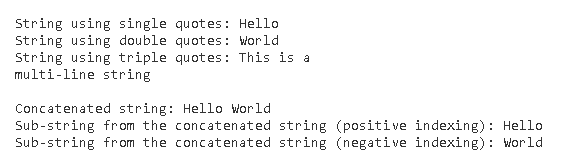 String using single quotes: Hello
String using double quotes: World
String using triple quotes: This is a
multi-line string

Concatenated string: Hello World
Sub-string from the concatenated string (positive indexing): Hello
Sub-string from the concatenated string (negative indexing): World